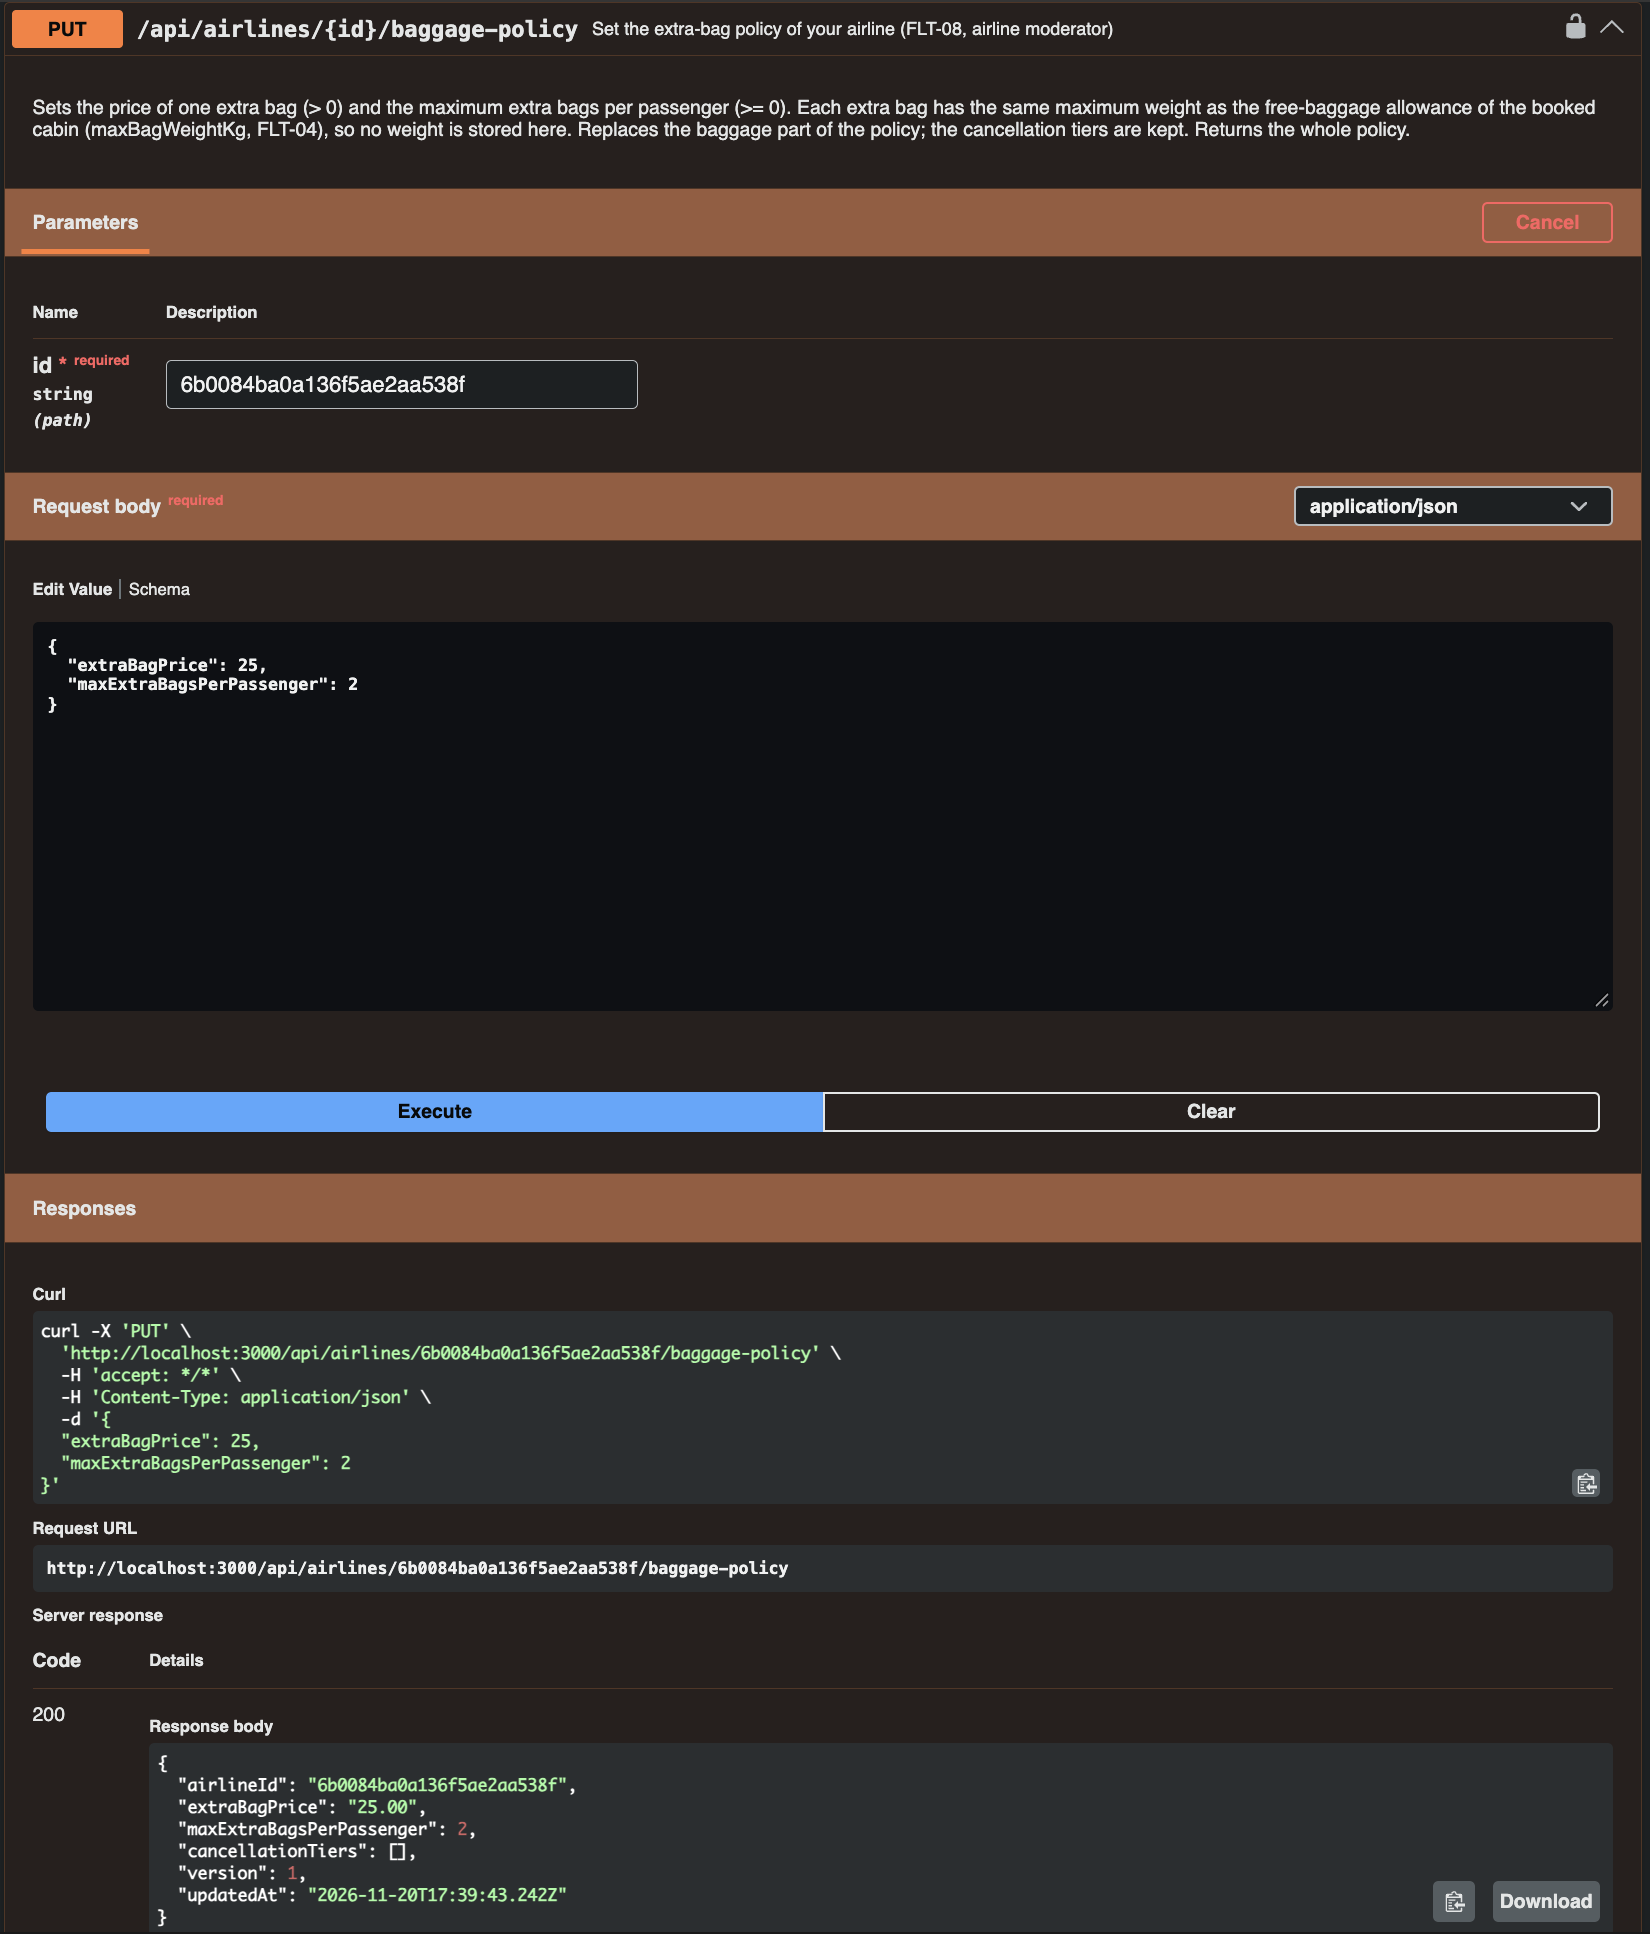 PUT /api/airlines/{id}/baggage-policy Set the extra-bag policy of your airline (FLT-08, airline moderator)
Sets the price of one extra bag (> 0) and the maximum extra bags per passenger (>= 0). Each extra bag has the same maximum weight as the free-baggage allowance of the booked
cabin (maxBagWeightKg, FLT-04), so no weight is stored here. Replaces the baggage part of the policy; the cancellation tiers are kept. Returns the whole policy.
Parameters
Cancel
Name Description
id * required
string
(path)
6b0084ba0a136f5ae2aa538f
Request body required
application/json
Edit Value | Schema
{
  "extraBagPrice": 25,
  "maxExtraBagsPerPassenger": 2
}
Execute
Clear
Responses
Curl
curl -X 'PUT' \
  'http://localhost:3000/api/airlines/6b0084ba0a136f5ae2aa538f/baggage-policy' \
  -H 'accept: */*' \
  -H 'Content-Type: application/json' \
  -d '{
  "extraBagPrice": 25,
  "maxExtraBagsPerPassenger": 2
}'
Request URL
http://localhost:3000/api/airlines/6b0084ba0a136f5ae2aa538f/baggage-policy
Server response
Code Details
200
Response body
{
  "airlineId": "6b0084ba0a136f5ae2aa538f",
  "extraBagPrice": "25.00",
  "maxExtraBagsPerPassenger": 2,
  "cancellationTiers": [],
  "version": 1,
  "updatedAt": "2026-11-20T17:39:43.242Z"
}
Download